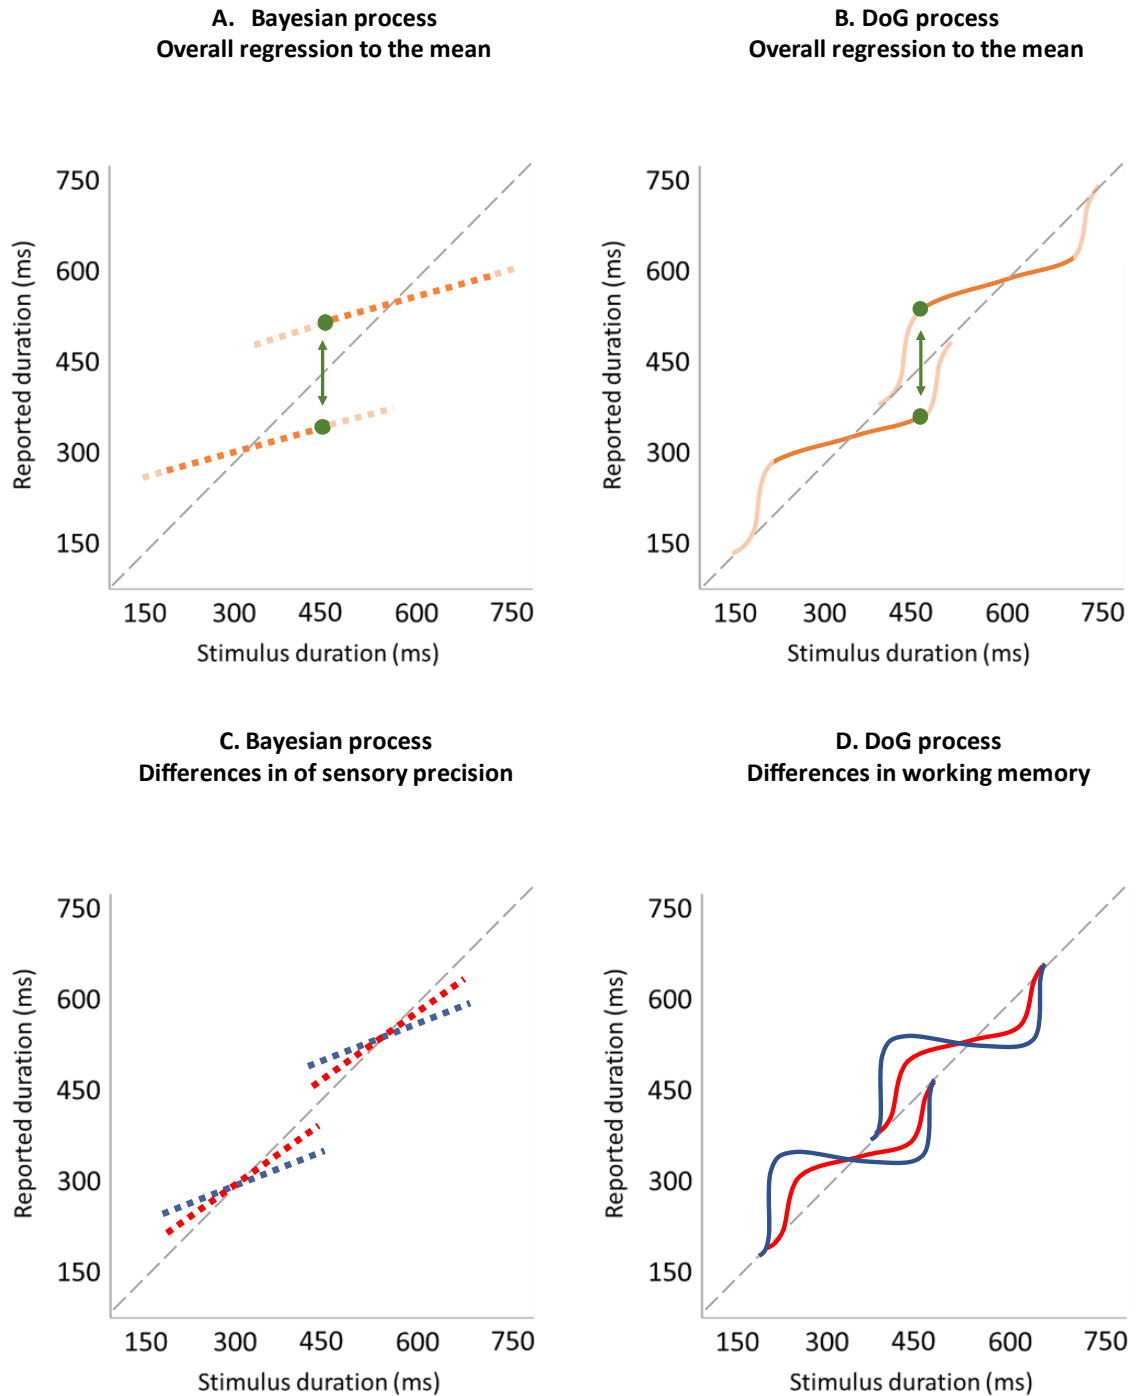 A. Bayesian process
Overall regression to the mean
750
600
450
300
150
Reported duration (ms)
150 300 450 600 750
Stimulus duration (ms)
B. DoG process
Overall regression to the mean
750
600
450
300
150
Reported duration (ms)
150 300 450 600 750
Stimulus duration (ms)
C. Bayesian process
Differences in of sensory precision
750
600
450
300
150
Reported duration (ms)
150 300 450 600 750
Stimulus duration (ms)
D. DoG process
Differences in working memory
750
600
450
300
150
Reported duration (ms)
150 300 450 600 750
Stimulus duration (ms)